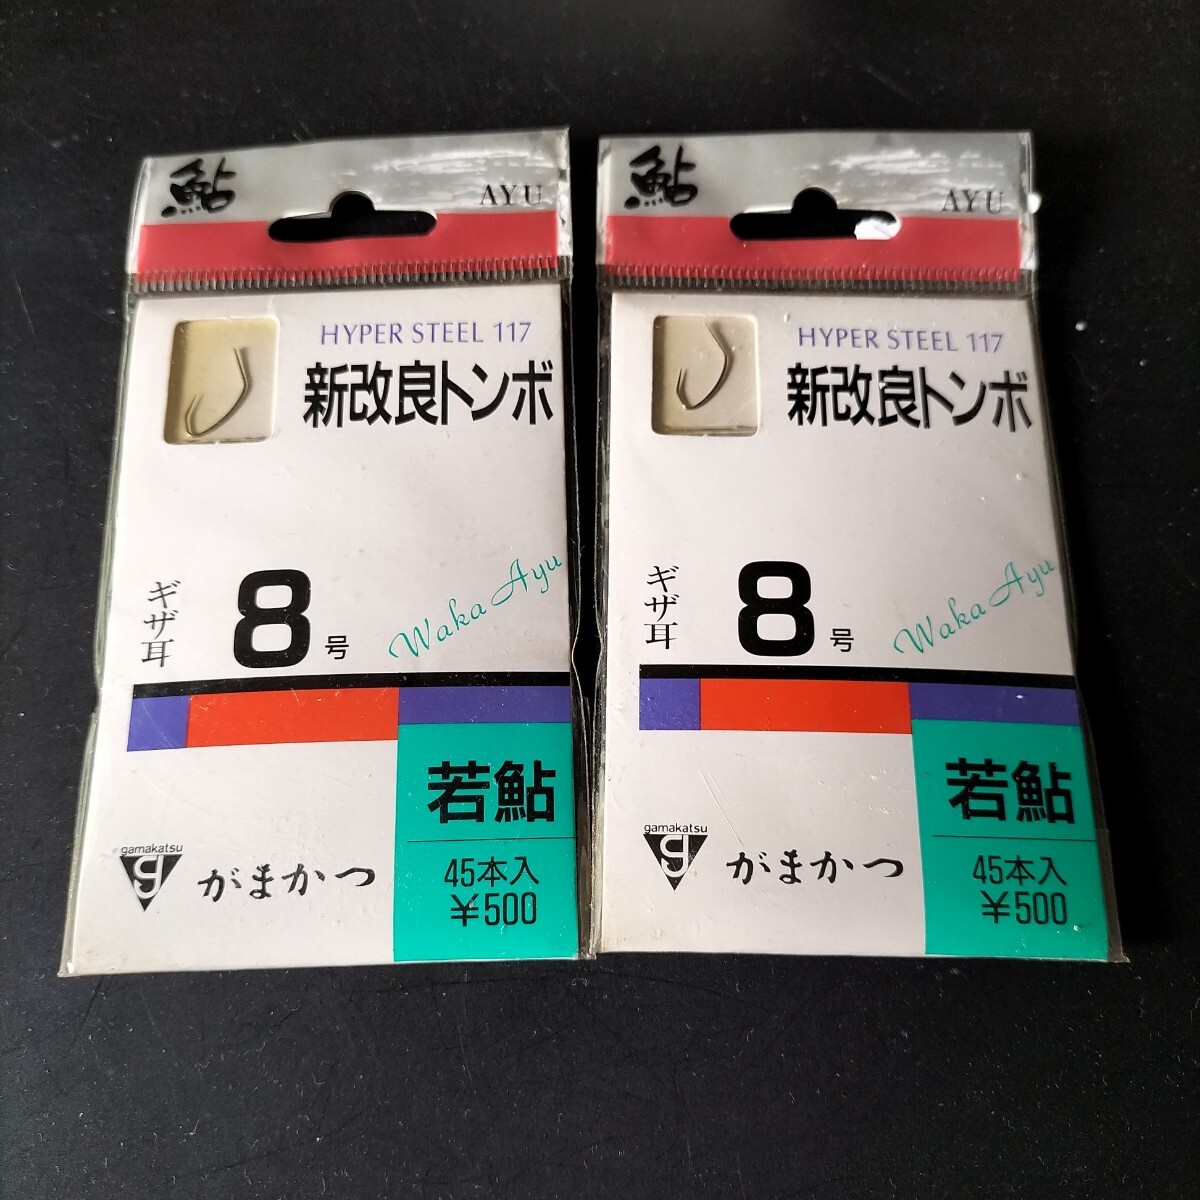 鮎
AYU
HYPER STEEL 117
新改良トンボ
ギザ耳
8号
Waka Ayu
若鮎
45本入
¥500
gamakatsu
がまかつ
鮎
AYU
HYPER STEEL 117
新改良トンボ
ギザ耳
8号
Waka Ayu
若鮎
45本入
¥500
gamakatsu
がまかつ